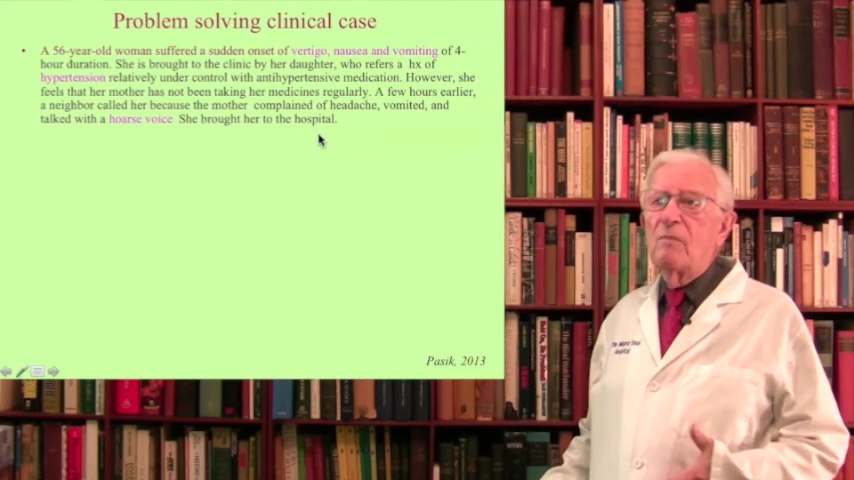 Problem solving clinical case
• A 56-year-old woman suffered a sudden onset of vertigo, nausea and vomiting of 4-
hour duration. She is brought to the clinic by her daughter, who refers a hx of
hypertension relatively under control with antihypertensive medication. However, she
feels that her mother has not been taking her medicines regularly. A few hours earlier,
a neighbor called her because the mother complained of headache, vomited, and
talked with a hoarse voice She brought her to the hospital.
Pasik, 2013